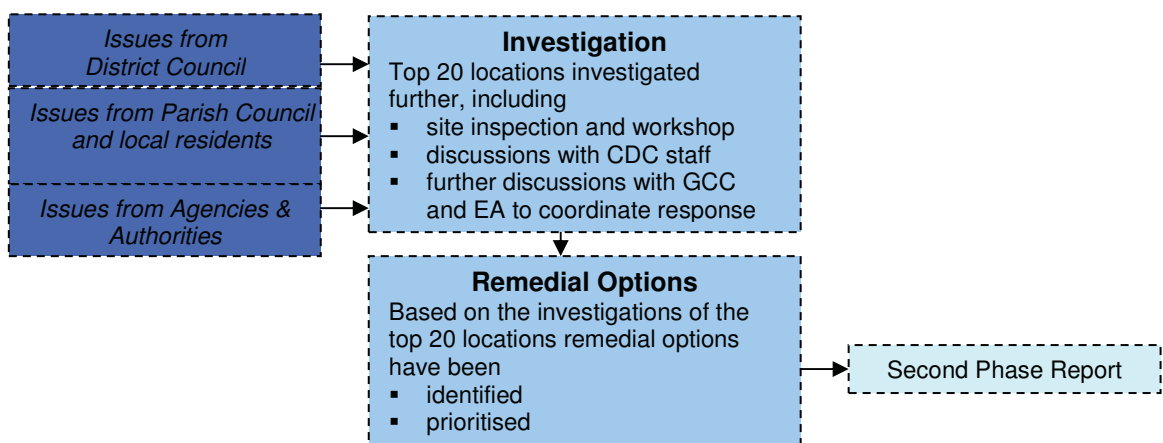 Issues from
District Council
Issues from Parish Council
and local residents
Issues from Agencies &
Authorities
Investigation
Top 20 locations investigated
further, including
▪ site inspection and workshop
▪ discussions with CDC staff
▪ further discussions with GCC
and EA to coordinate response
Remedial Options
Based on the investigations of the
top 20 locations remedial options
have been
▪ identified
▪ prioritised
Second Phase Report